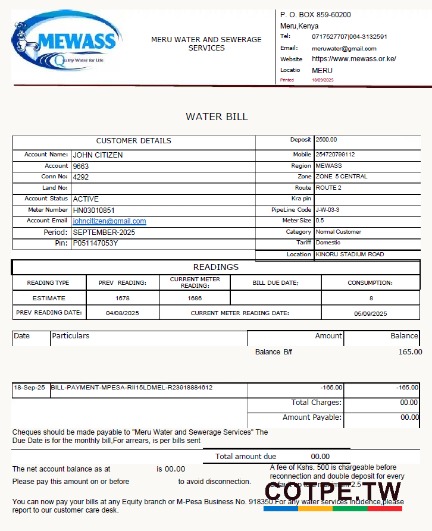 MEWASS
Quality Water for Life
MERU WATER AND SEWERAGE
SERVICES
P. O. BOX 859-60200
Meru,Kenya
Tel: 0717527707|064-3132591
Email: meruwater@gmail.com
Website https://www.mewass.or.ke/
Locatio MERU
Printed
WATER BILL
CUSTOMER DETAILS
Deposit 2500.00
Account Name: JOHN CITIZEN Mobile 254720798112
Account 9663 Region MEWASS
Conn No: 4292 Zone ZONE 5 CENTRAL
Land No: Route ROUTE 2
Account Status ACTIVE Kra pin
Meter Number HN03010851 PipeLine Code J-W-03-3
Account Email johncitizen@gmail.com Meter Size 0.5
Period: SEPTEMBER-2025 Category Normal Customer
Pin: P051147053Y Tariff Domestic
Location KINORU STADIUM ROAD
READINGS
READING TYPE PREV READING: CURRENT METER READING: BILL DUE DATE: CONSUMPTION:
ESTIMATE 1678 1686 8
PREV READING DATE: 04/08/2025 CURRENT METER READING DATE: 05/09/2025
Date Particulars Amount Balance
Balance B/f 165.00
18-Sep-25 BILL-PAYMENT-MPESA-RI15LDMEL-R23618884612 -165.00 -165.00
Total Charges: 00.00
Amount Payable: 00.00
Cheques should be made payable to "Meru Water and Sewerage Services" The
Due Date is for the monthly bill,For arrears, is per bills sent
Total amount due 00.00
The net account balance as at is 00.00
A fee of Kshs. 500 is chargeable before
reconnection and double deposit for every
Please pay this amount on or before to avoid disconnection.
You can now pay your bills at any Equity branch or M-Pesa Business No. 918350.For any water services incidence,please
report to our customer care desk.
COTPE.TW